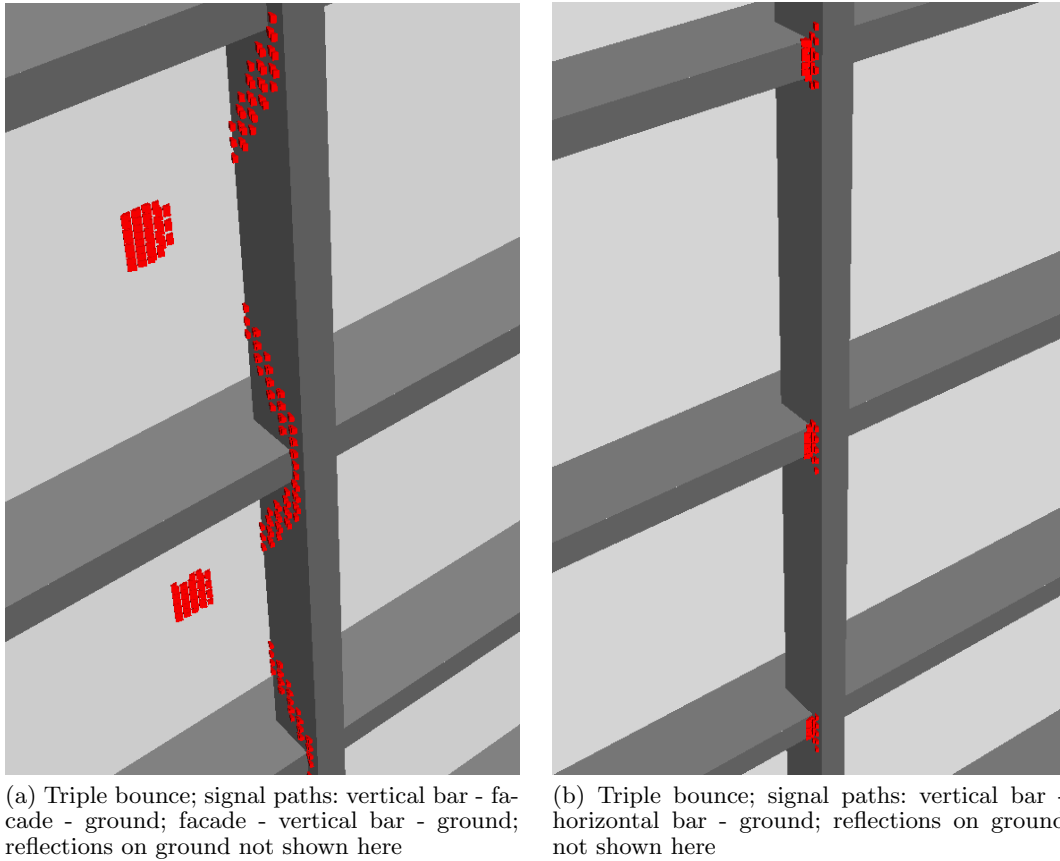 (a) Triple bounce; signal paths: vertical bar - fa-
cade - ground; facade - vertical bar - ground;
reflections on ground not shown here
(b) Triple bounce; signal paths: vertical bar -
horizontal bar - ground; reflections on ground
not shown here